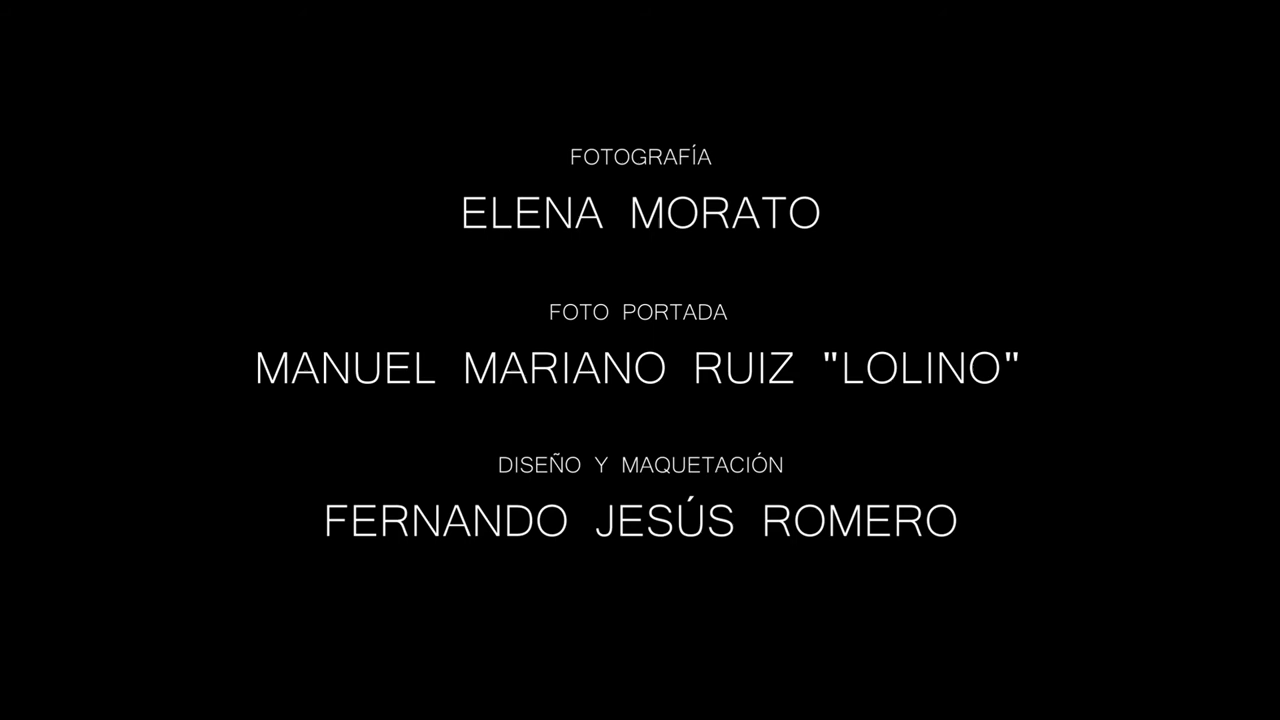 FOTOGRAFÍA
ELENA MORATO
FOTO PORTADA
MANUEL MARIANO RUIZ "LOLINO"
DISEÑO Y MAQUETACIÓN
FERNANDO JESÚS ROMERO